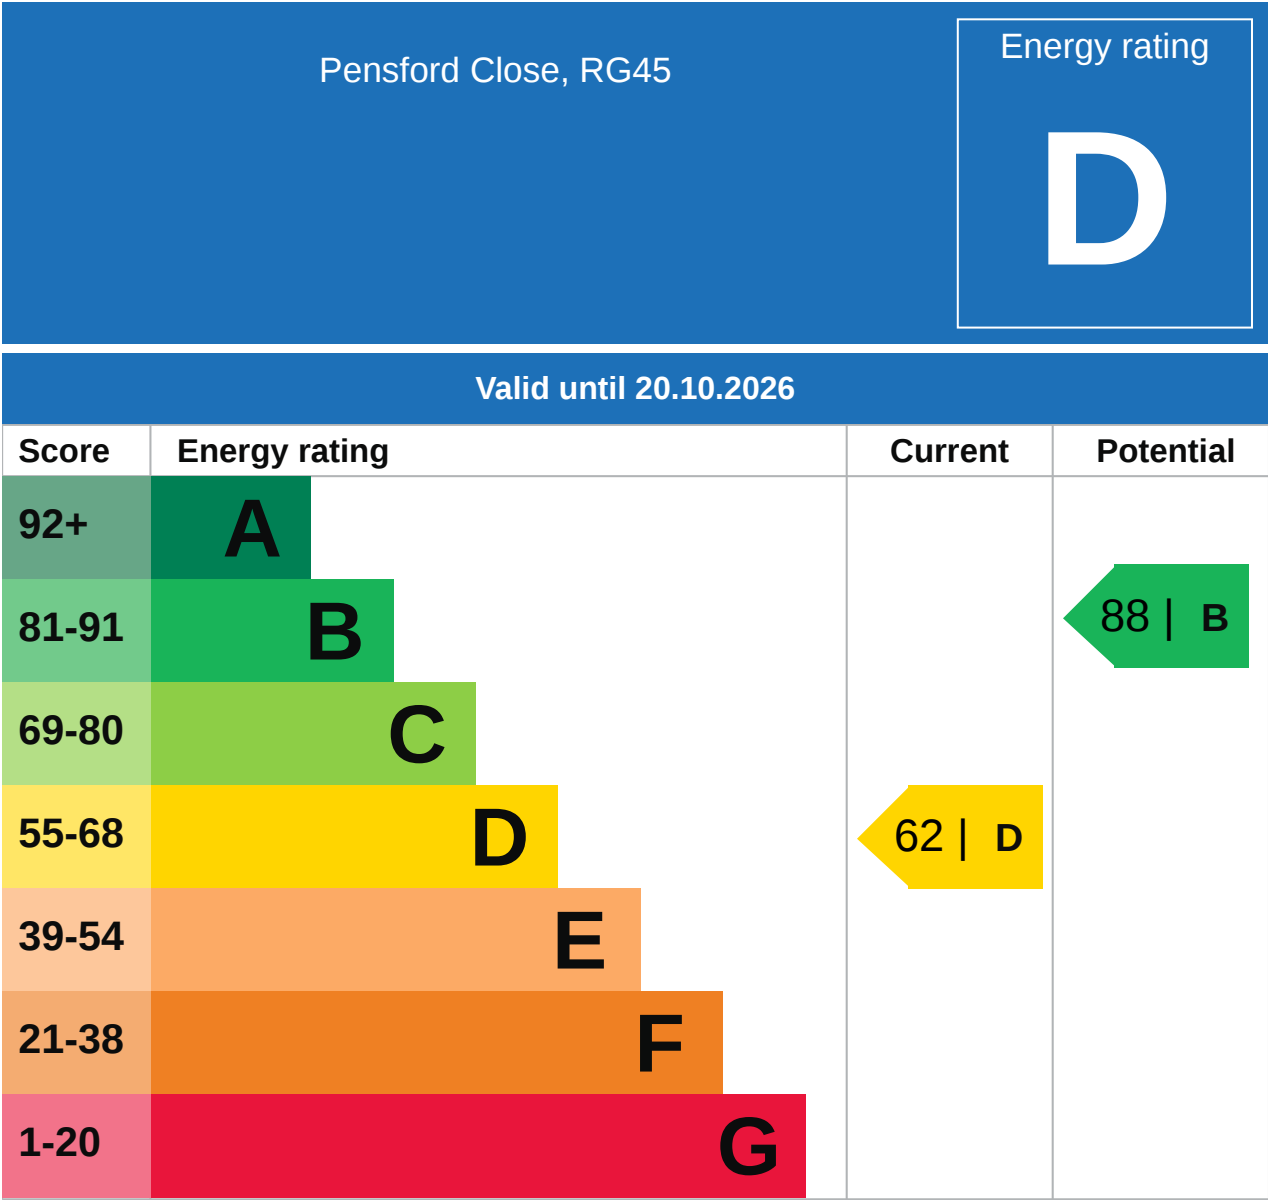 Pensford Close, RG45
Energy rating
D
Valid until 20.10.2026
Score Energy rating Current Potential
92+ A
81-91 B 88 | B
69-80 C
55-68 D 62 | D
39-54 E
21-38 F
1-20 G